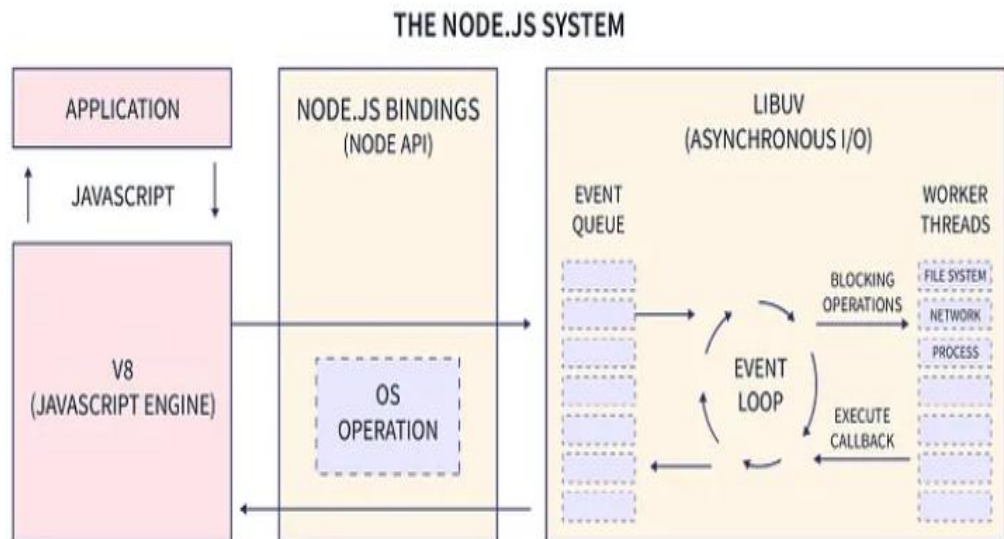 THE NODE.JS SYSTEM
APPLICATION
JAVASCRIPT
V8
(JAVASCRIPT ENGINE)
NODE.JS BINDINGS
(NODE API)
OS
OPERATION
LIBUV
(ASYNCHRONOUS I/O)
EVENT
QUEUE
EVENT
LOOP
BLOCKING
OPERATIONS
EXECUTE
CALLBACK
WORKER
THREADS
FILE SYSTEM
NETWORK
PROCESS